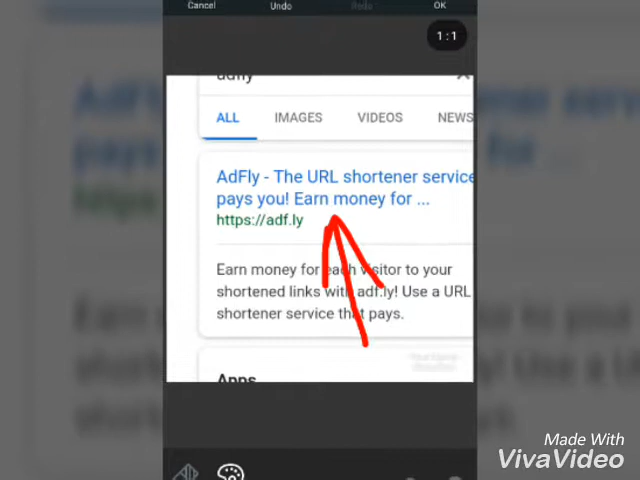 Cancel Undo Redo OK
1:1
adfly
ALL IMAGES VIDEOS NEWS
AdFly - The URL shortener service
pays you! Earn money for ...
https://adf.ly
Earn money for each visitor to your
shortened links with adf.ly! Use a URL
shortener service that pays.
Apps
Made With
VivaVideo